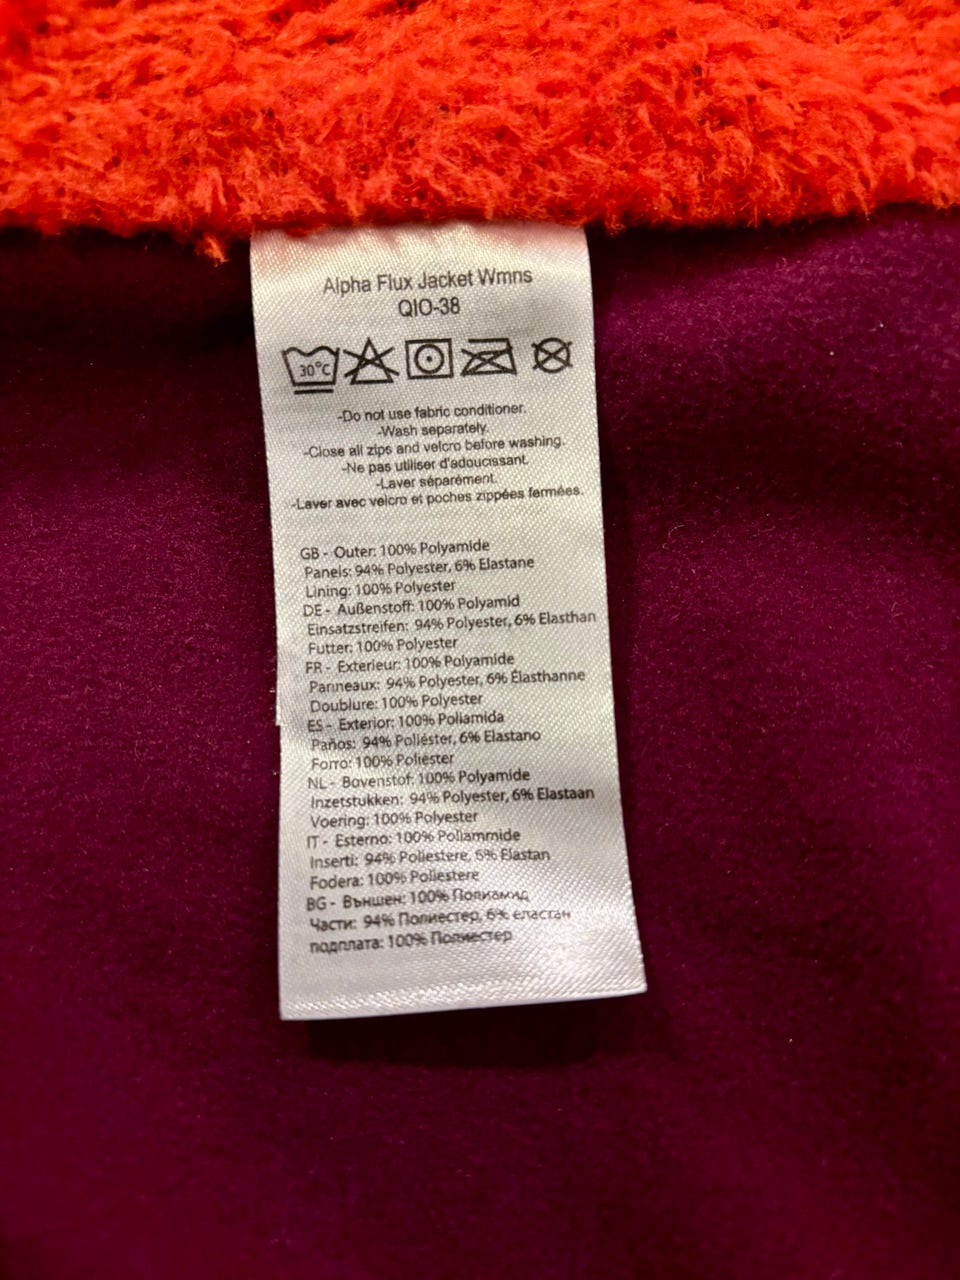 Alpha Flux Jacket Wmns
QIO-38
30°C
-Do not use fabric conditioner.
-Wash separately.
-Close all zips and velcro before washing.
-Ne pas utiliser d'adoucissant.
-Laver séparément.
-Laver avec velcro et poches zippées fermées.
GB - Outer: 100% Polyamide
Panels: 94% Polyester, 6% Elastane
Lining: 100% Polyester
DE - Außenstoff: 100% Polyamid
Einsatzstreifen: 94% Polyester, 6% Elasthan
Futter: 100% Polyester
FR - Exterieur: 100% Polyamide
Panneaux: 94% Polyester, 6% Élasthanne
Doublure: 100% Polyester
ES - Exterior: 100% Poliamida
Paños: 94% Poliéster, 6% Elastano
Forro: 100% Poliéster
NL - Bovenstof: 100% Polyamide
Inzetstukken: 94% Polyester, 6% Elastaan
Voering: 100% Polyester
IT - Esterno: 100% Poliammide
Inserti: 94% Poliestere, 6% Elastan
Fodera: 100% Poliestere
BG - Външен: 100% Полиамид
Части: 94% Полиестер, 6% еластан
подплата: 100% Полиестер